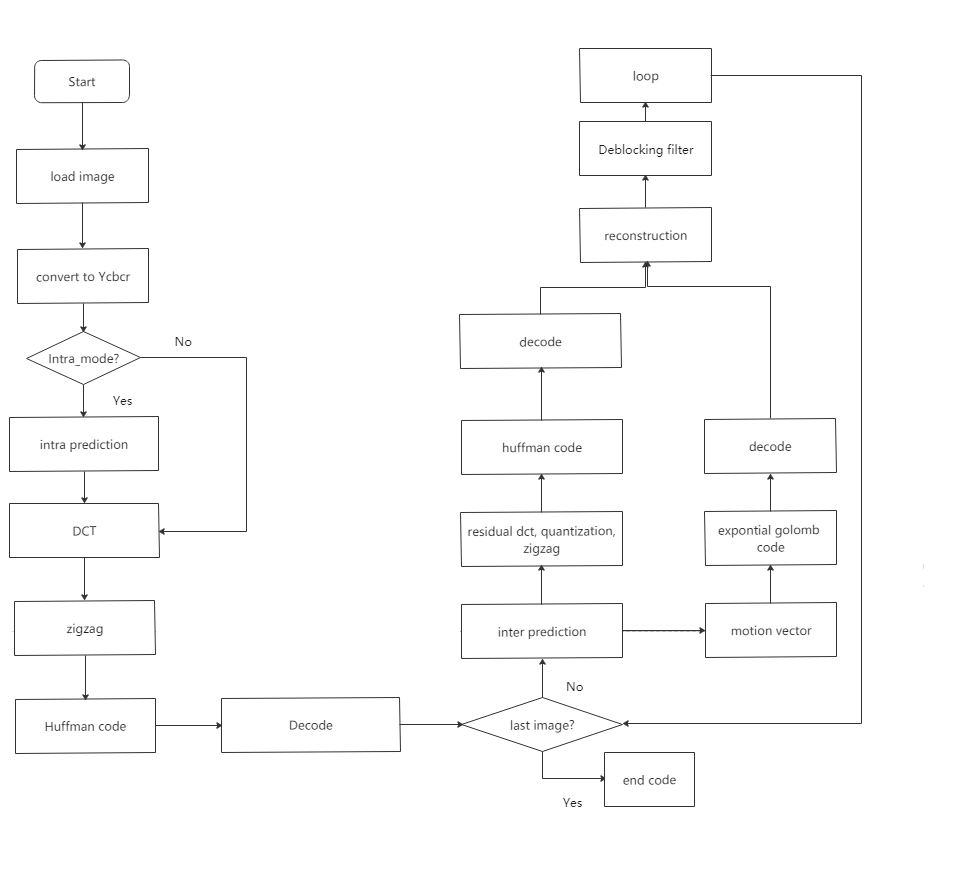 Start
load image
convert to Ycbcr
Intra_mode?
No
Yes
intra prediction
DCT
zigzag
Huffman code
Decode
last image?
No
Yes
end code
inter prediction
motion vector
residual dct, quantization,
zigzag
expontial golomb
code
huffman code
decode
decode
reconstruction
Deblocking filter
loop